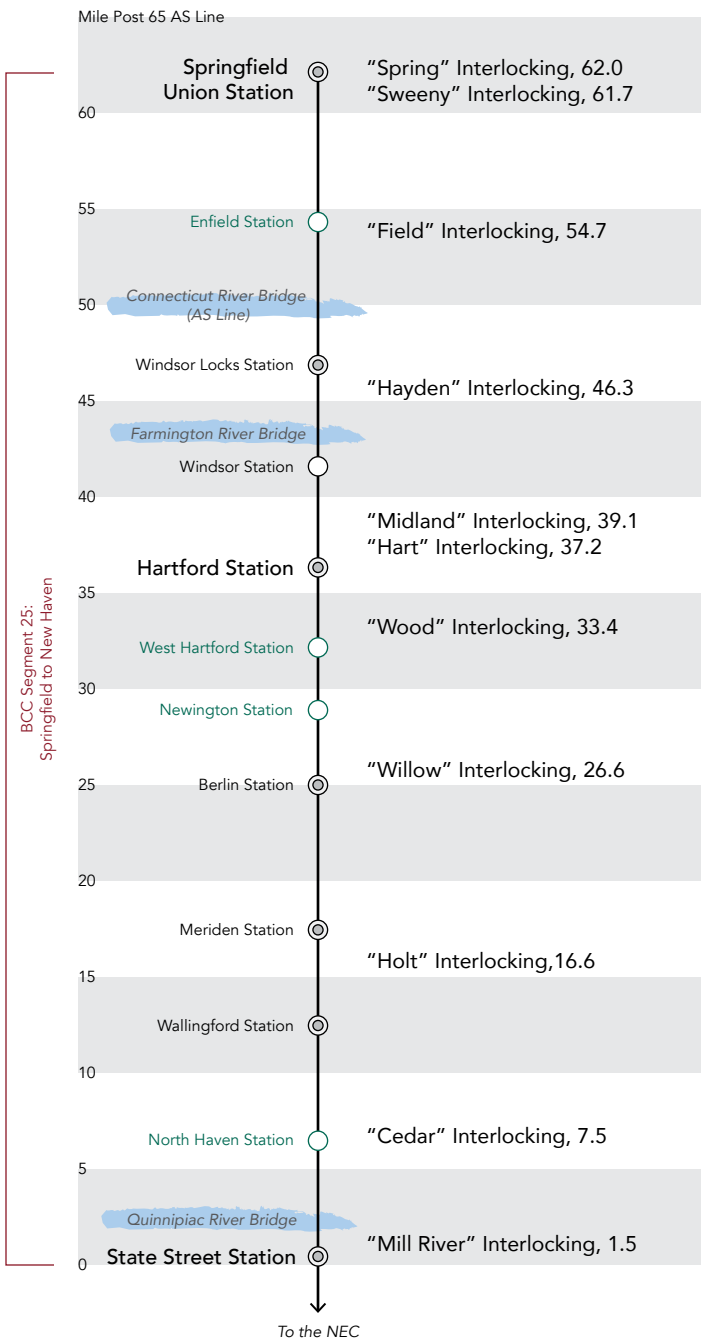 Mile Post 65 AS Line
Springfield
Union Station
“Spring” Interlocking, 62.0
“Sweeny” Interlocking, 61.7
60
55
Enfield Station
“Field” Interlocking, 54.7
Connecticut River Bridge
(AS Line)
50
Windsor Locks Station
“Hayden” Interlocking, 46.3
45
Farmington River Bridge
Windsor Station
40
“Midland” Interlocking, 39.1
“Hart” Interlocking, 37.2
Hartford Station
35
“Wood” Interlocking, 33.4
West Hartford Station
30
Newington Station
BCC Segment 25:
Springfield to New Haven
“Willow” Interlocking, 26.6
25
Berlin Station
20
Meriden Station
“Holt” Interlocking,16.6
15
Wallingford Station
10
North Haven Station
“Cedar” Interlocking, 7.5
5
Quinnipiac River Bridge
“Mill River” Interlocking, 1.5
State Street Station
0
To the NEC